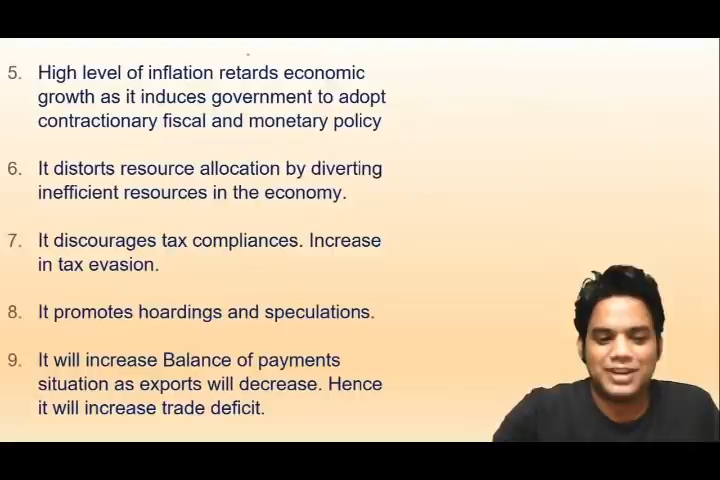 5. High level of inflation retards economic
growth as it induces government to adopt
contractionary fiscal and monetary policy
6. It distorts resource allocation by diverting
inefficient resources in the economy.
7. It discourages tax compliances. Increase
in tax evasion.
8. It promotes hoardings and speculations.
9. It will increase Balance of payments
situation as exports will decrease. Hence
it will increase trade deficit.